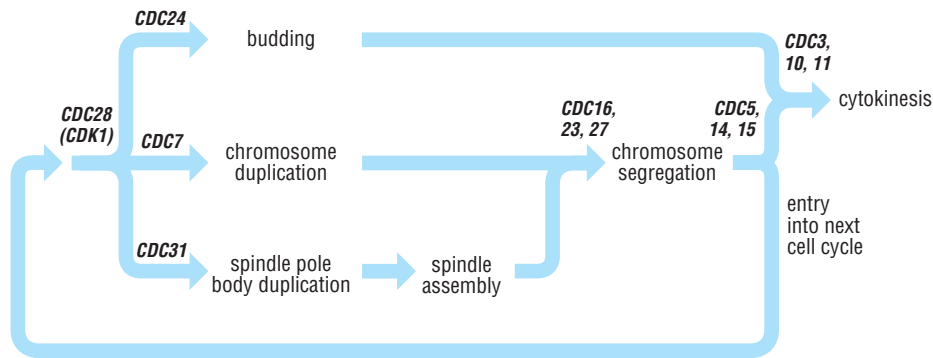 CDC24
budding
CDC3,
10, 11
cytokinesis
CDC28
(CDK1)
CDC7
chromosome
duplication
CDC16,
23, 27
chromosome
segregation
CDC5,
14, 15
entry
into next
cell cycle
CDC31
spindle pole
body duplication
spindle
assembly